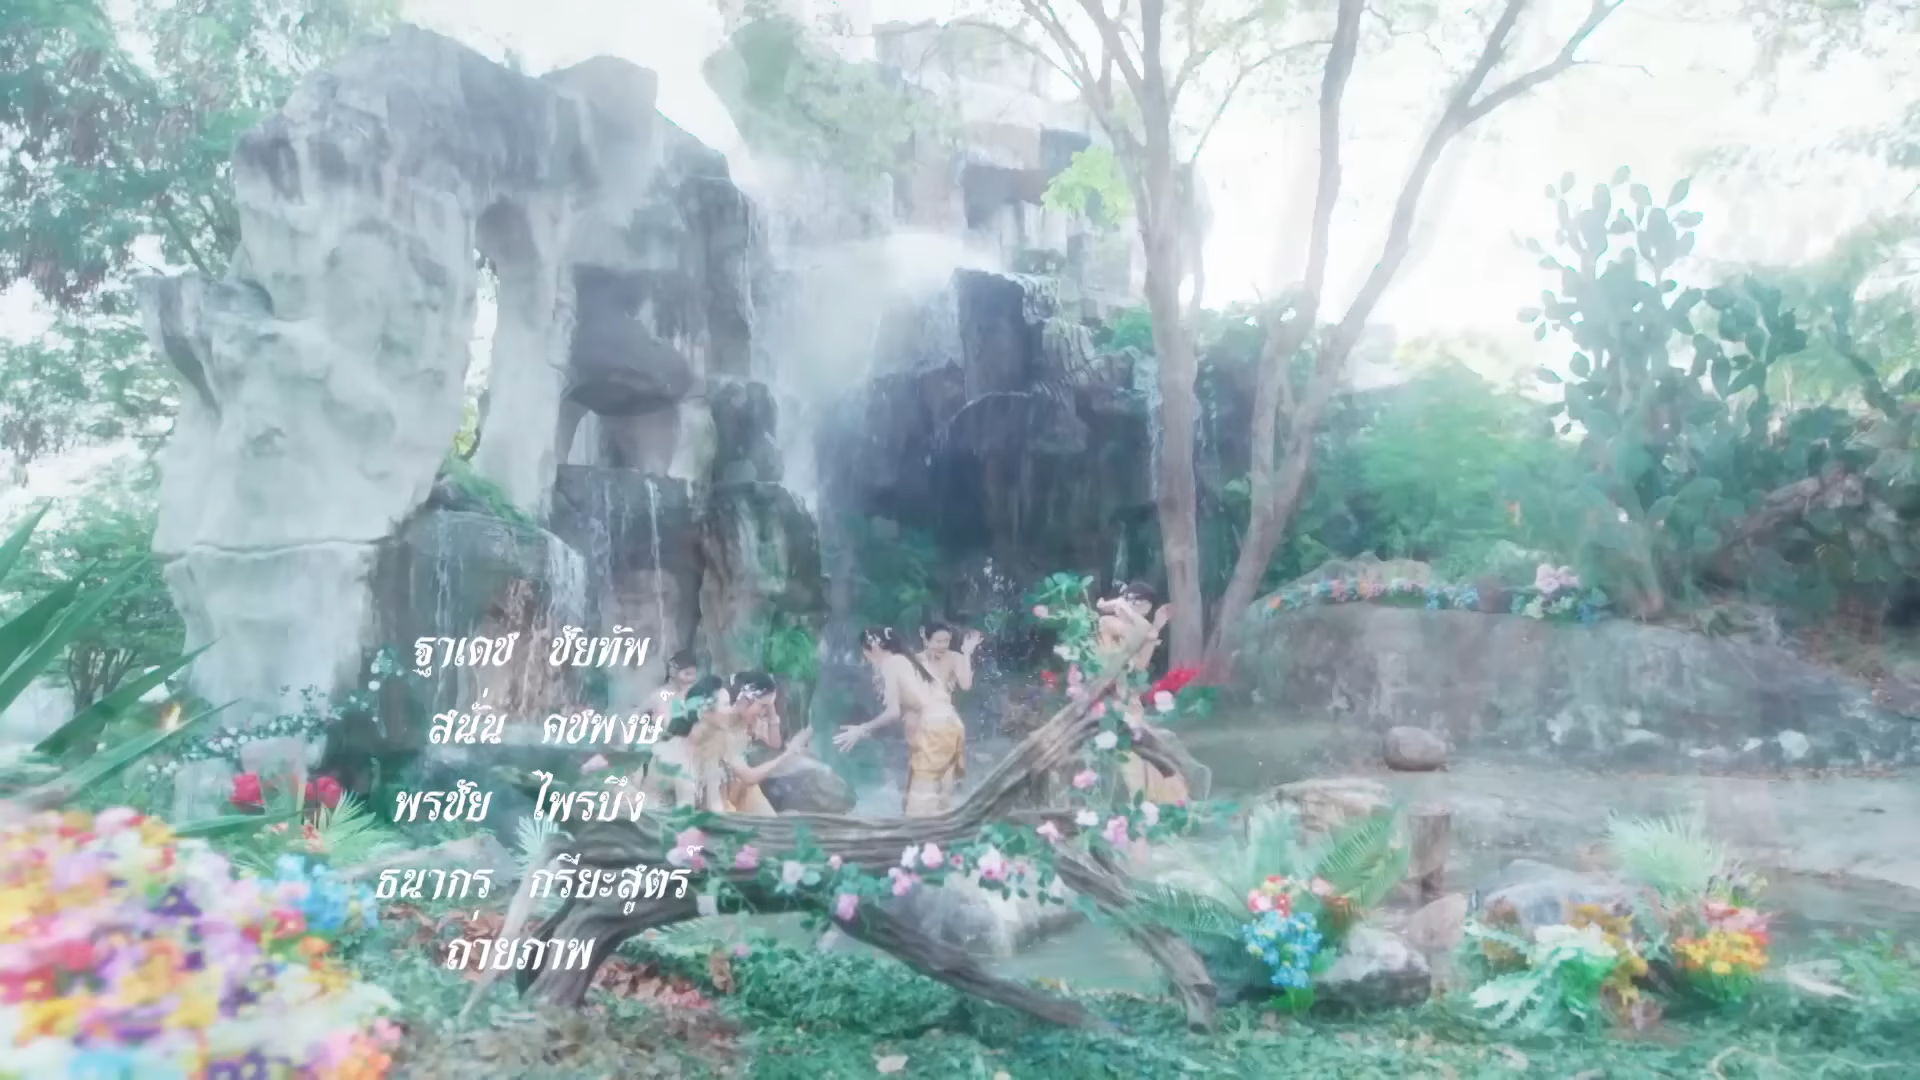 ฐาเดช ชัยทัพ
สนั่น คชพงษ์
พรชัย ไพรบึง
ธนากร กรียะสูตร์
ถ่ายภาพ